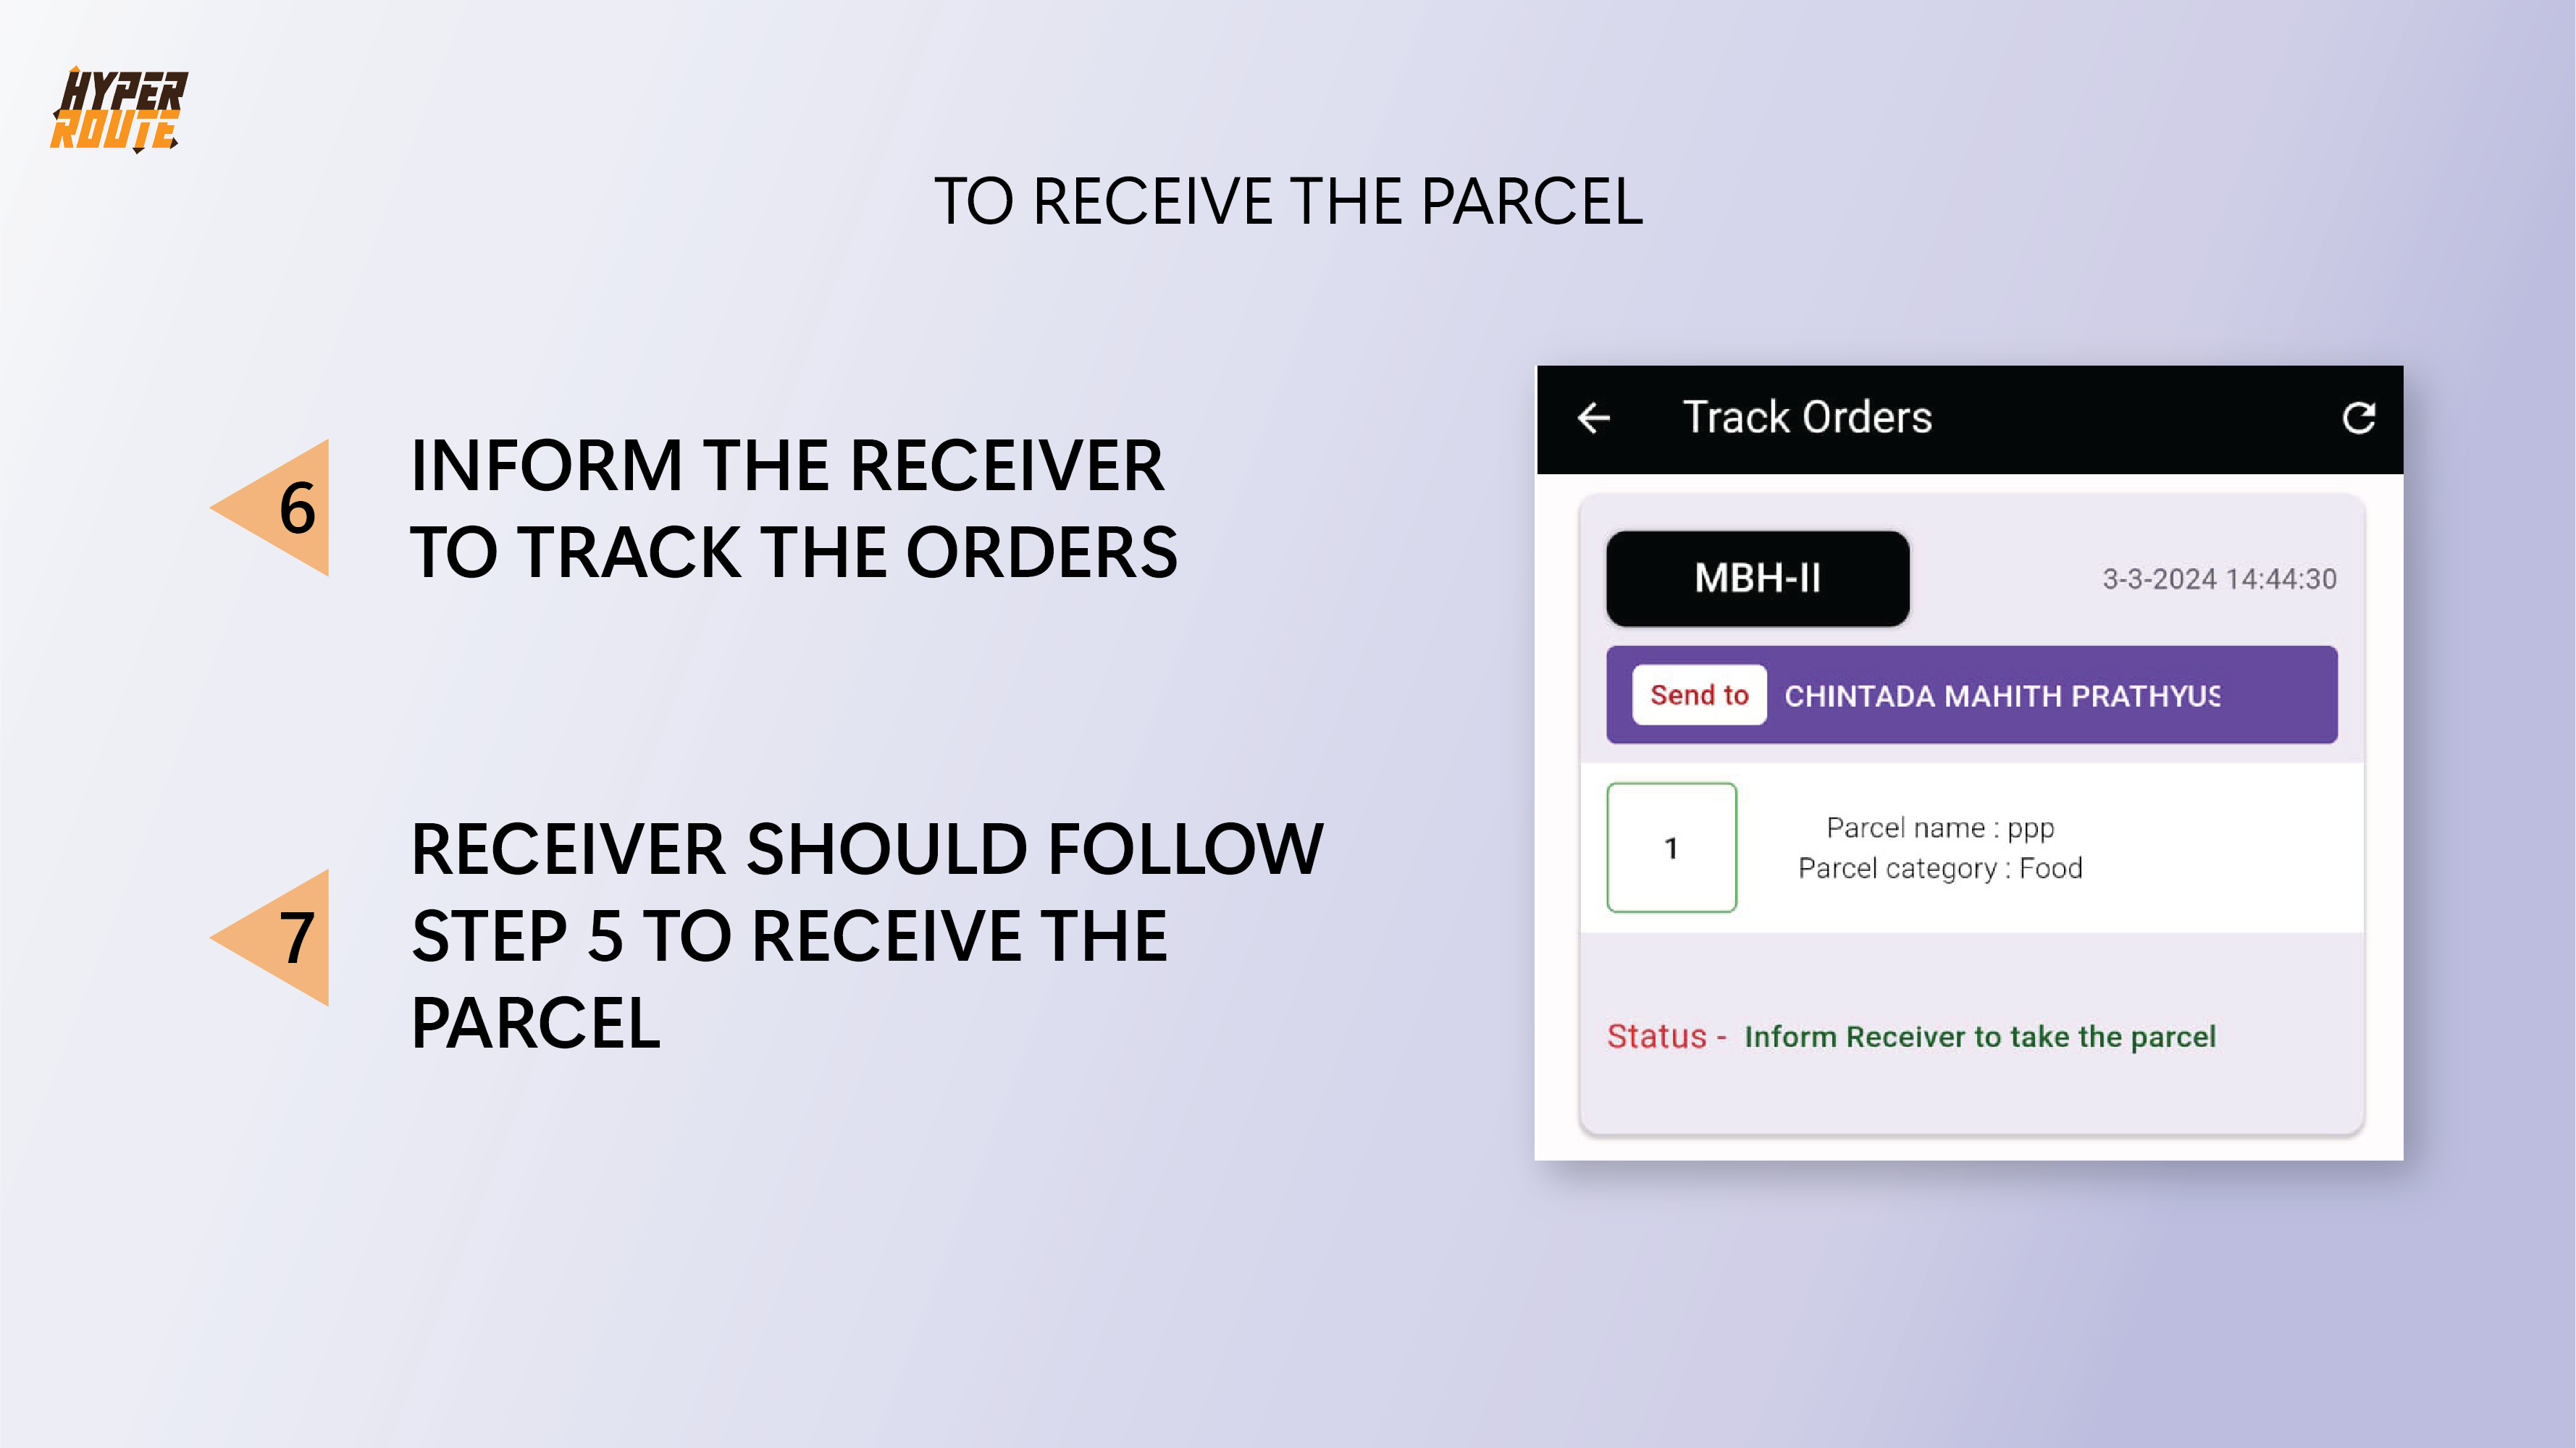 HYPER
ROUTE
TO RECEIVE THE PARCEL
6
INFORM THE RECEIVER
TO TRACK THE ORDERS
7
RECEIVER SHOULD FOLLOW
STEP 5 TO RECEIVE THE
PARCEL
Track Orders
MBH-II
3-3-2024 14:44:30
Send to CHINTADA MAHITH PRATHYUS
1
Parcel name : ppp
Parcel category : Food
Status - Inform Receiver to take the parcel